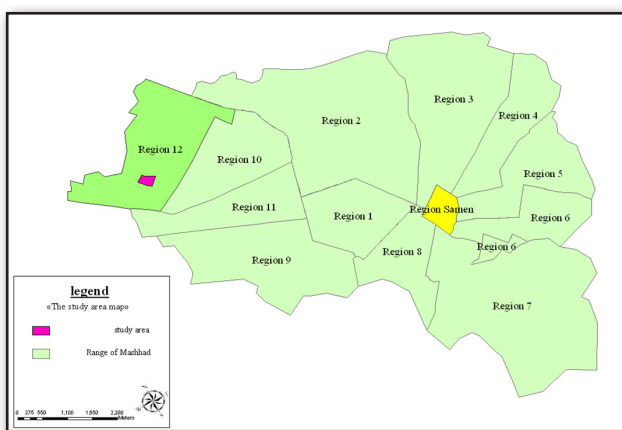 Region 3
Region 4
Region 2
Region 12
Region 10
Region 5
Region 11
Region 1
Region Samen
Region 6
Region 6
Region 8
Region 9
Region 7
legend
«The study area map»
study area
Range of Mashhad
0 275 550 1,100 1,650 2,200
Meters